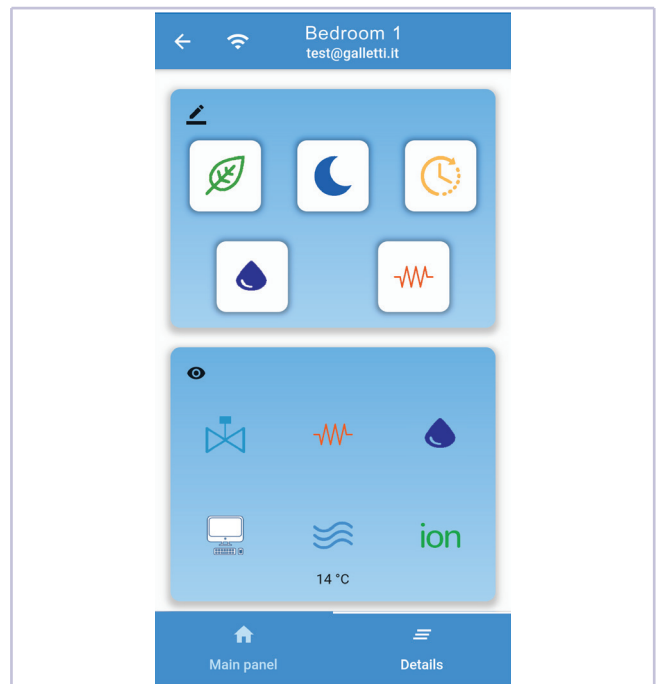 Bedroom 1
test@galletti.it
ion
14 °C
Main panel
Details